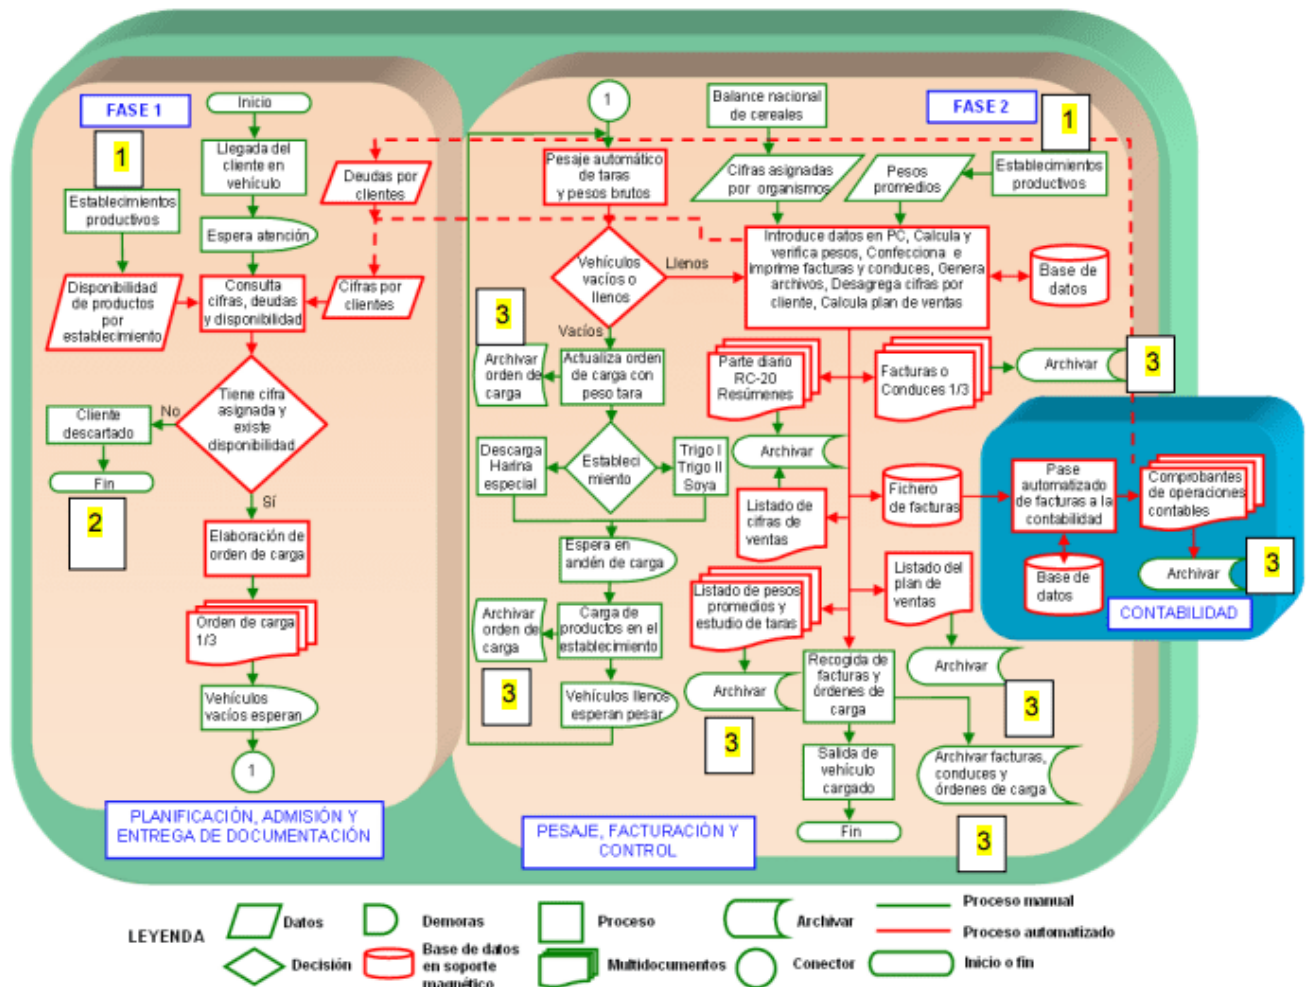 FASE 1
Inicio
1
Llegada del
cliente en
vehículo
Deudas por
clientes
Establecimientos
productivos
Espera atención
Disponibilidad
de productos
por
establecimiento
Consulta
cifras, deudas
y disponibilidad
Cifras por
clientes
Tiene cifra
asignada y
existe
disponibilidad
No
Cliente
descartado
Fin
2
Sí
Elaboración de
orden de carga
Orden de carga
1/3
Vehículos
vacíos esperan
1
PLANIFICACIÓN, ADMISIÓN Y
ENTREGA DE DOCUMENTACIÓN
1
Balance nacional
de cereales
FASE 2
1
Pesaje automático
de taras
y pesos brutos
Cifras asignadas
por organismos
Pesos
promedios
Establecimientos
productivos
Vehículos
vacíos o
llenos
Llenos
Introduce datos en PC, Calcula y
verifica pesos, Confecciona e
imprime facturas y conduces, Genera
archivos, Desagrega cifras por
cliente, Calcula plan de ventas
Base de
datos
Vacíos
3
Archivar
orden de
carga
Actualiza orden
de carga con
peso tara
Parte diario
RC-20
Resúmenes
Facturas o
Conduces 1/3
Archivar
3
Descarga
Harina
especial
Estableci
miento
Trigo I
Trigo II
Soya
Archivar
Listado de
cifras de
ventas
Fichero
de facturas
Pase
automatizado
de facturas a la
contabilidad
Comprobantes
de operaciones
contables
Base de
datos
Archivar
3
CONTABILIDAD
Espera en
andén de carga
Listado de pesos
promedios y
estudio de taras
Listado del
plan de
ventas
Archivar
orden de
carga
Carga de
productos en el
establecimiento
3
Vehículos llenos
esperan pesar
Archivar
3
Recogida de
facturas y
órdenes de
carga
Archivar
3
Salida de
vehículo
cargado
Archivar facturas,
conduces y
órdenes de carga
Fin
3
PESAJE, FACTURACIÓN Y
CONTROL
LEYENDA
Datos
Demoras
Proceso
Archivar
Proceso manual
Proceso automatizado
Decisión
Base de datos
en soporte
magnético
Multidocumentos
Conector
Inicio o fin